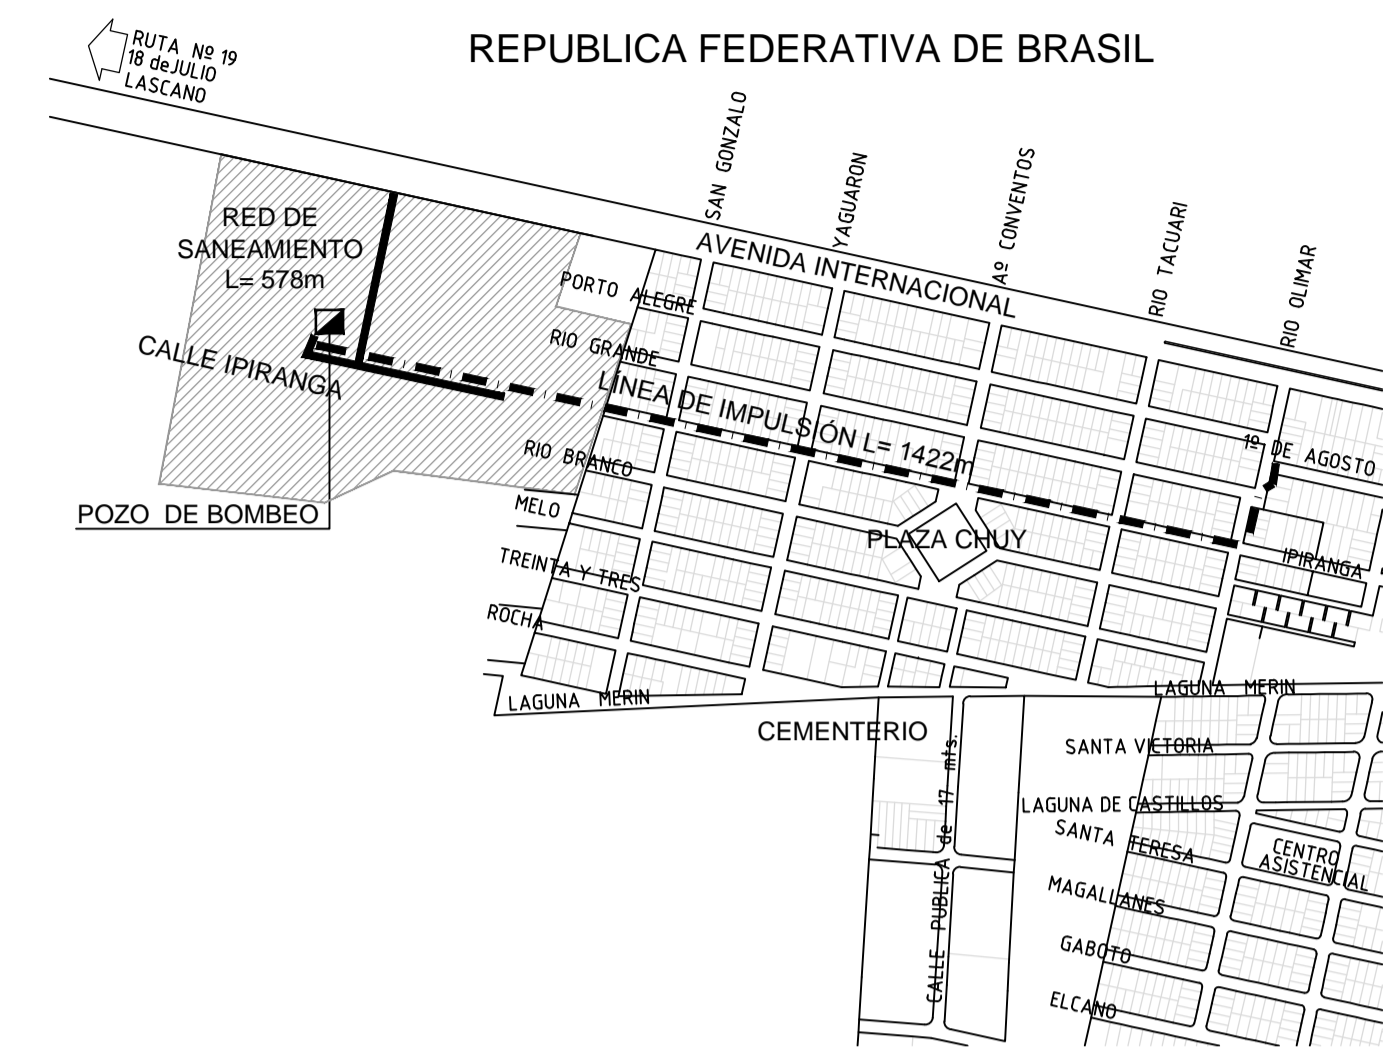 REPUBLICA FEDERATIVA DE BRASIL
RUTA Nº 19
18 deJULIO
LASCANO
SAN GONZALO
YAGUARON
Aº CONVENTOS
RIO TACUARI
RIO OLIMAR
AVENIDA INTERNACIONAL
RED DE
SANEAMIENTO
L= 578m
PORTO ALEGRE
RIO GRANDE
CALLE IPIRANGA
LÍNEA DE IMPULSIÓN L= 1422m
1º DE AGOSTO
RIO BRANCO
MELO
POZO DE BOMBEO
PLAZA CHUY
IPIRANGA
TREINTA Y TRES
ROCHA
LAGUNA MERIN
LAGUNA MERIN
CEMENTERIO
SANTA VICTORIA
CALLE PUBLICA de 17 mts.
LAGUNA DE CASTILLOS
SANTA TERESA
CENTRO
ASISTENCIAL
MAGALLANES
GABOTO
ELCANO